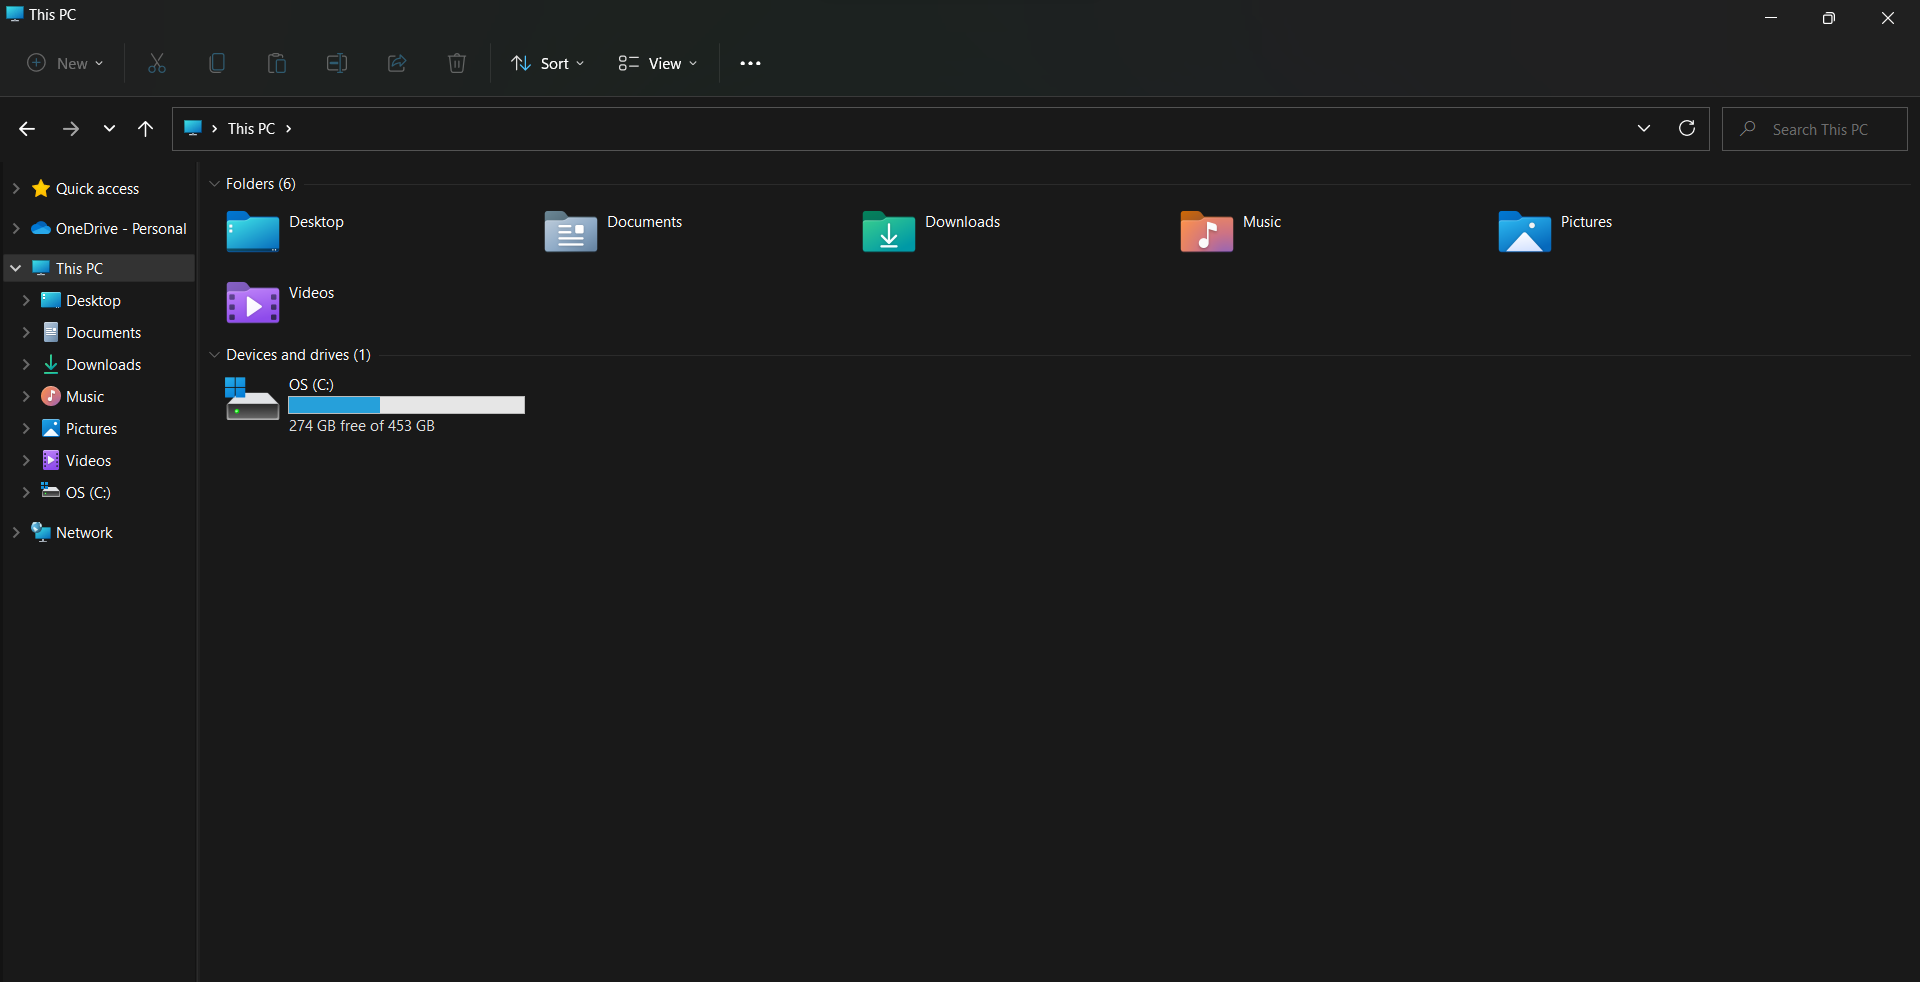 This PC
New
Sort
View
This PC
Search This PC
Quick access
OneDrive - Personal
This PC
Desktop
Documents
Downloads
Music
Pictures
Videos
OS (C:)
Network
Folders (6)
Desktop
Documents
Downloads
Music
Pictures
Videos
Devices and drives (1)
OS (C:)
274 GB free of 453 GB